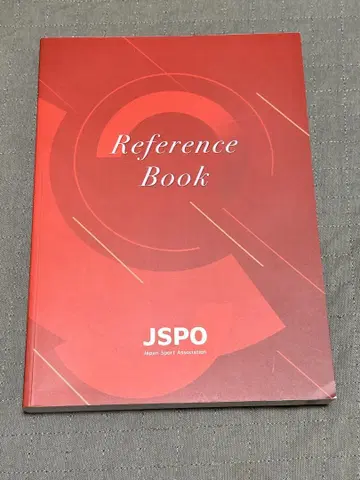 Reference
Book
JSPO
Japan Sport Association